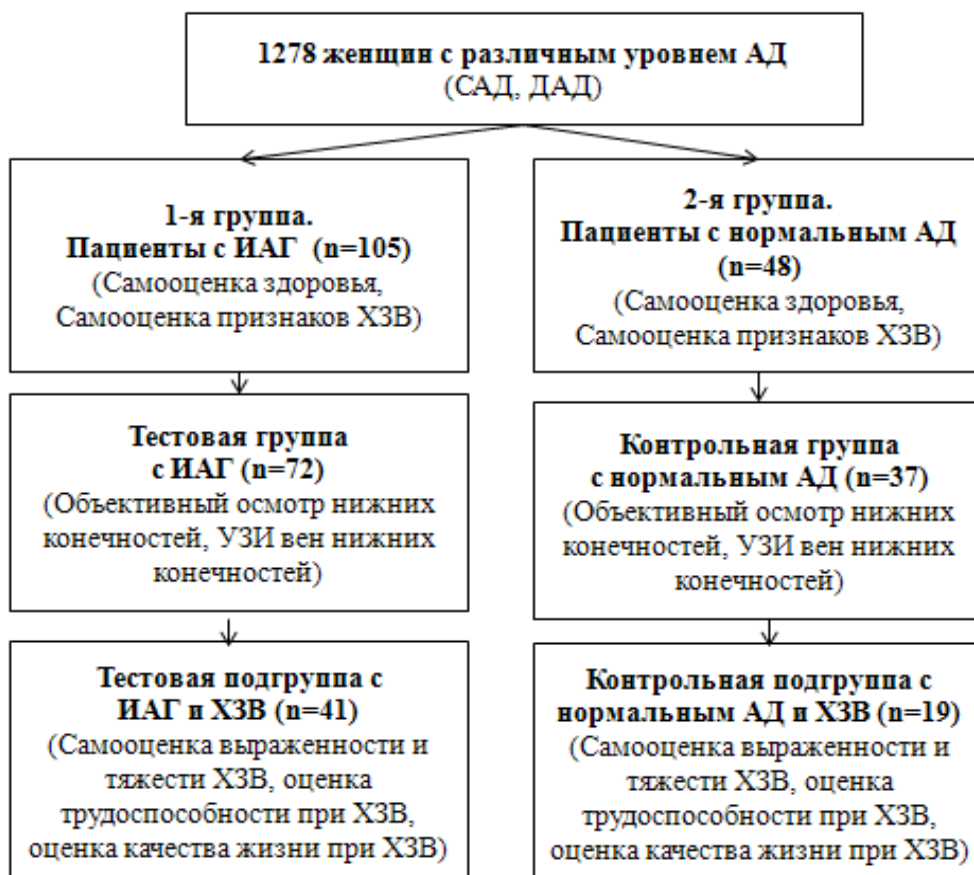 1278 женщин с различным уровнем АД
(САД, ДАД)
1-я группа.
Пациенты с ИАГ (n=105)
(Самооценка здоровья,
Самооценка признаков ХЗВ)
2-я группа.
Пациенты с нормальным АД
(n=48)
(Самооценка здоровья,
Самооценка признаков ХЗВ)
Тестовая группа
с ИАГ (n=72)
(Объективный осмотр нижних
конечностей, УЗИ вен нижних
конечностей)
Контрольная группа
с нормальным АД (n=37)
(Объективный осмотр нижних
конечностей, УЗИ вен нижних
конечностей)
Тестовая подгруппа с
ИАГ и ХЗВ (n=41)
(Самооценка выраженности и
тяжести ХЗВ, оценка
трудоспособности при ХЗВ,
оценка качества жизни при ХЗВ)
Контрольная подгруппа с
нормальным АД и ХЗВ (n=19)
(Самооценка выраженности и
тяжести ХЗВ, оценка
трудоспособности при ХЗВ,
оценка качества жизни при ХЗВ)